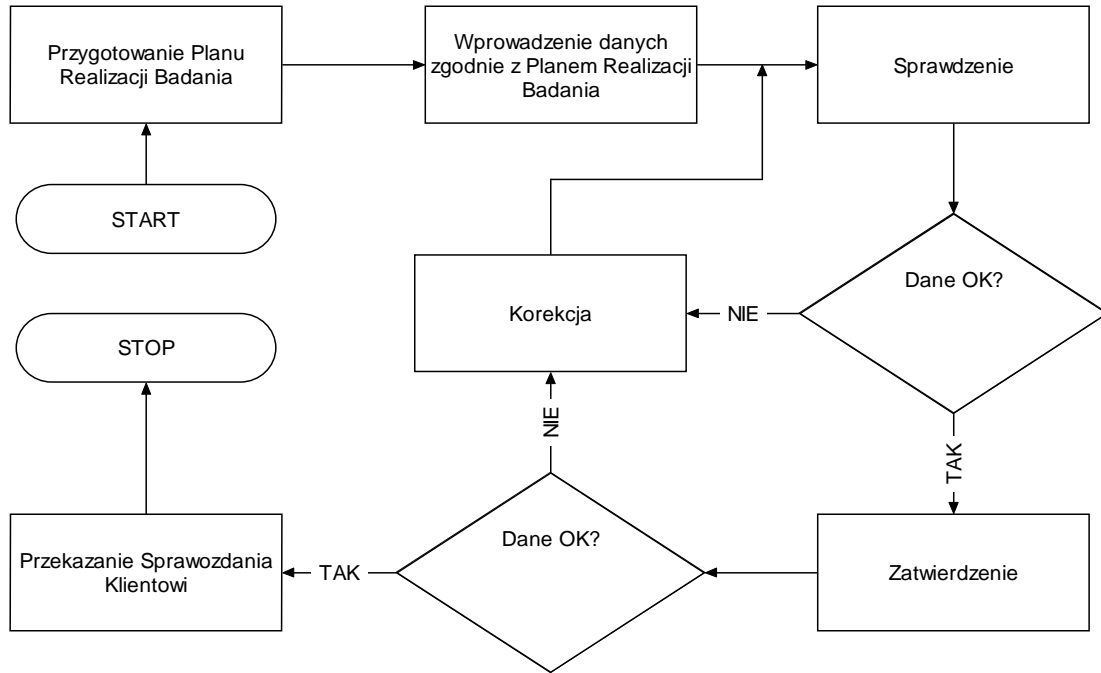 Przygotowanie Planu
Realizacji Badania
Wprowadzenie danych
zgodnie z Planem Realizacji
Badania
Sprawdzenie
START
Dane OK?
Korekcja
NIE
STOP
NIE
TAK
Dane OK?
Przekazanie Sprawozdania
Klientowi
TAK
Zatwierdzenie